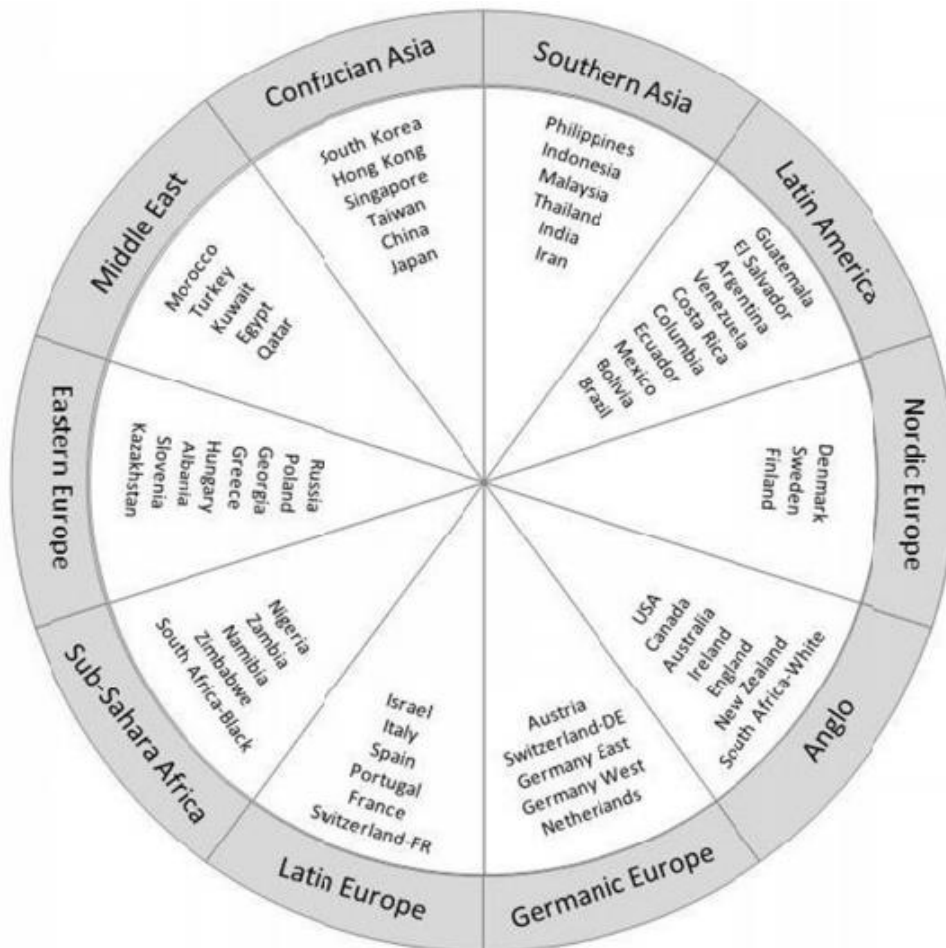 Confucian Asia
South Korea
Hong Kong
Singapore
Taiwan
China
Japan
Southern Asia
Philippines
Indonesia
Malaysia
Thailand
India
Iran
Latin America
Guatemala
El Salvador
Argentina
Venezuela
Costa Rica
Columbia
Ecuador
Mexico
Bolivia
Brazil
Nordic Europe
Denmark
Sweden
Finland
Anglo
USA
Canada
Australia
Ireland
England
New Zealand
South Africa-White
Germanic Europe
Austria
Switzerland-DE
Germany East
Germany West
Netherlands
Latin Europe
Israel
Italy
Spain
Portugal
France
Switzerland-FR
Sub-Sahara Africa
Nigeria
Zambia
Namibia
Zimbabwe
South Africa-Black
Eastern Europe
Russia
Poland
Georgia
Greece
Hungary
Albania
Slovenia
Kazakhstan
Middle East
Morocco
Turkey
Kuwait
Egypt
Qatar